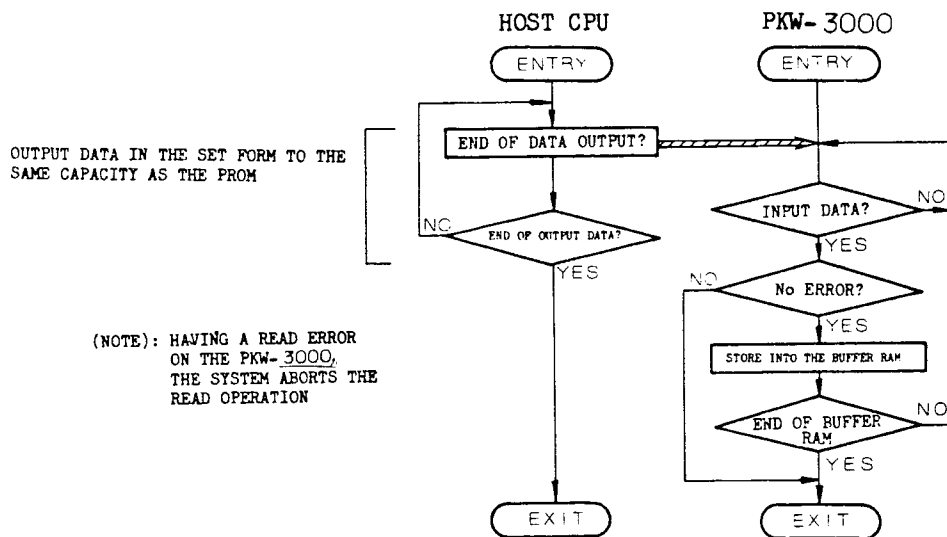 HOST CPU
PKW-3000
ENTRY
ENTRY
OUTPUT DATA IN THE SET FORM TO THE
SAME CAPACITY AS THE PROM
END OF DATA OUTPUT?
INPUT DATA?
NO
NO
END OF OUTPUT DATA?
YES
YES
NO
No ERROR?
YES
(NOTE): HAVING A READ ERROR
ON THE PKW-3000,
THE SYSTEM ABORTS THE
READ OPERATION
STORE INTO THE BUFFER RAM
NO
END OF BUFFER
RAM
YES
EXIT
EXIT